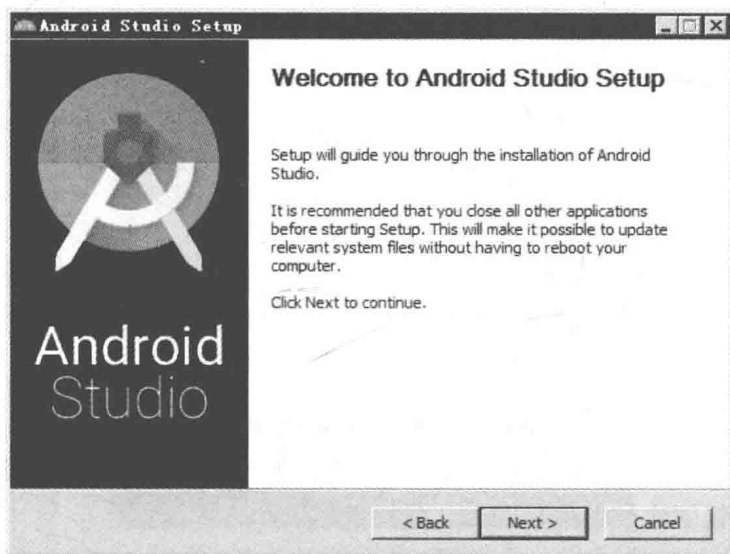 Android Studio Setup
Welcome to Android Studio Setup
Setup will guide you through the installation of Android
Studio.
It is recommended that you close all other applications
before starting Setup. This will make it possible to update
relevant system files without having to reboot your
computer.
Click Next to continue.
Android
Studio
< Back
Next >
Cancel